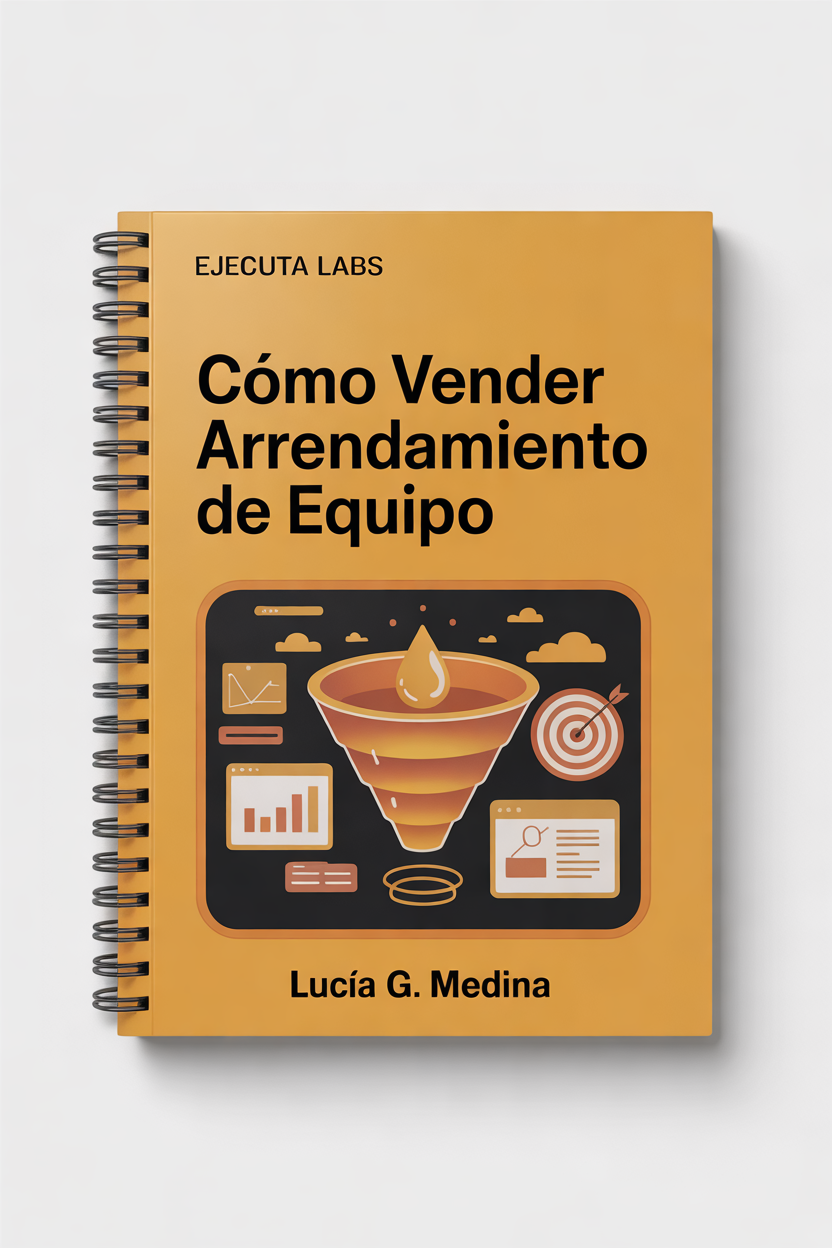 EJECUTA LABS
Cómo Vender
Arrendamiento
de Equipo
Lucía G. Medina